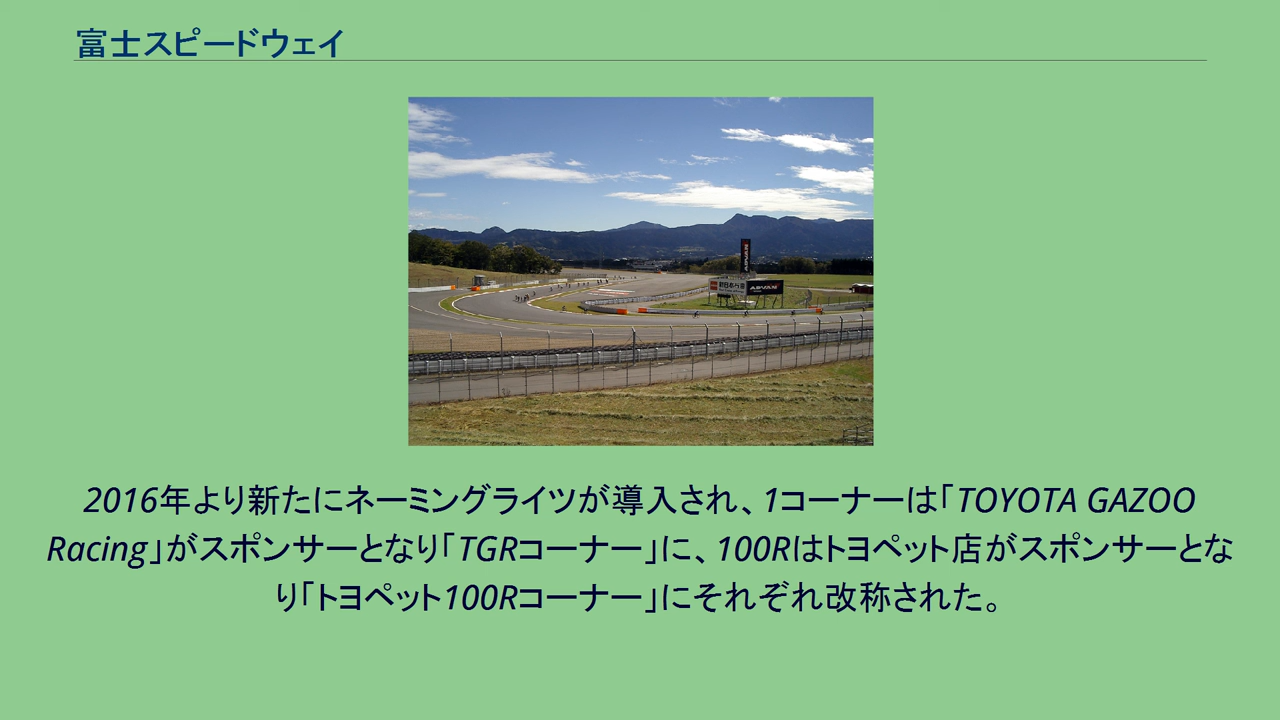 富士スピードウェイ
ADVAN
ADVAN
2016年より新たにネーミングライツが導入され、1コーナーは「TOYOTA GAZOO
Racing」がスポンサーとなり「TGRコーナー」に、100Rはトヨペット店がスポンサーとな
り「トヨペット100Rコーナー」にそれぞれ改称された。